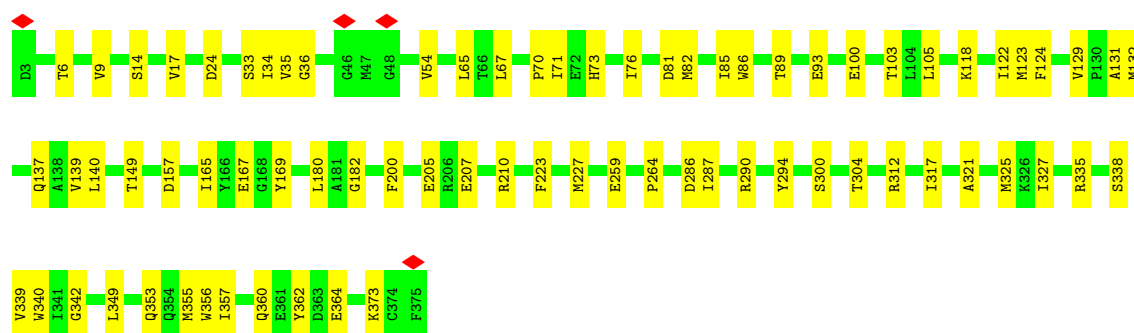 D3 T6 V9 S14 V17 D24 S33 I34 V35 G36 G46 M47 G48 V54 L65 T66 L67 P70 I71 E72 H73 I76 D81 M82 I85 W86 T89 E93 E100 T103 L104 L105 K118 I122 M123 F124 V129 P130 A131 M132
Q137 A138 V139 L140 T149 D157 I165 Y166 E167 G168 Y169 L180 A181 G182 F200 E205 R206 E207 R210 F223 M227 E259 P264 D286 I287 R290 Y294 S300 T304 R312 I317 A321 M325 K326 I327 R335 S338
V339 W340 I341 G342 L349 Q353 Q354 M355 W356 I357 Q360 E361 Y362 D363 E364 K373 C374 F375